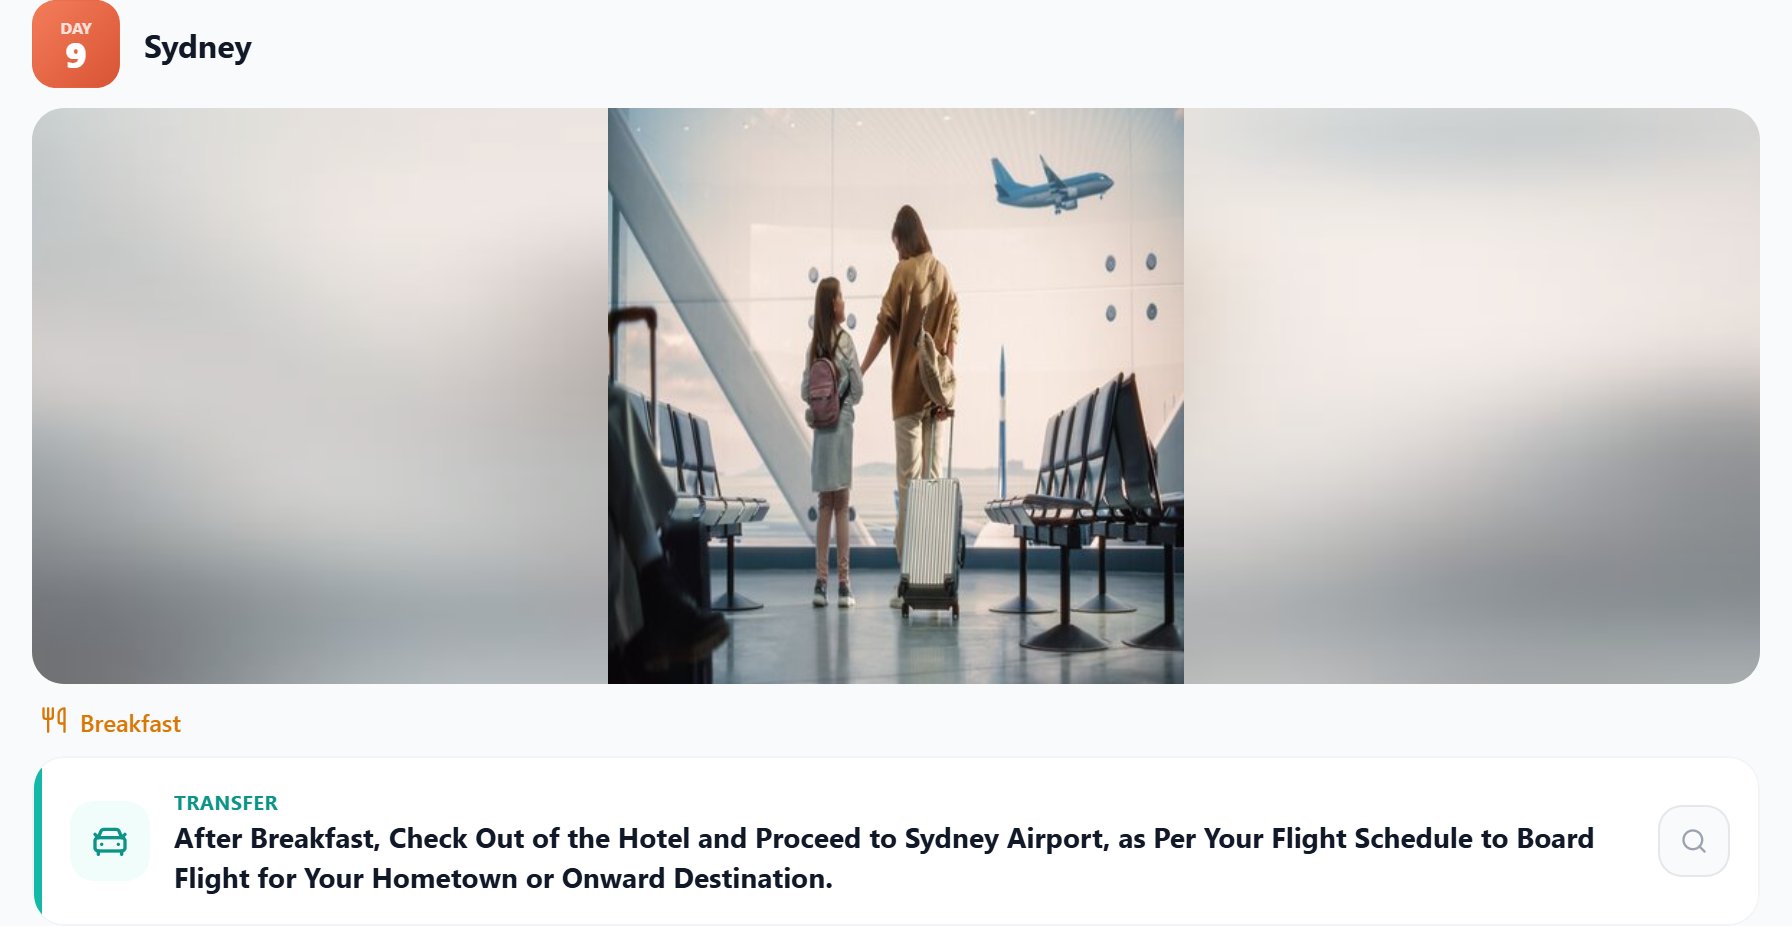 DAY
9
Sydney
Breakfast
TRANSFER
After Breakfast, Check Out of the Hotel and Proceed to Sydney Airport, as Per Your Flight Schedule to Board
Flight for Your Hometown or Onward Destination.